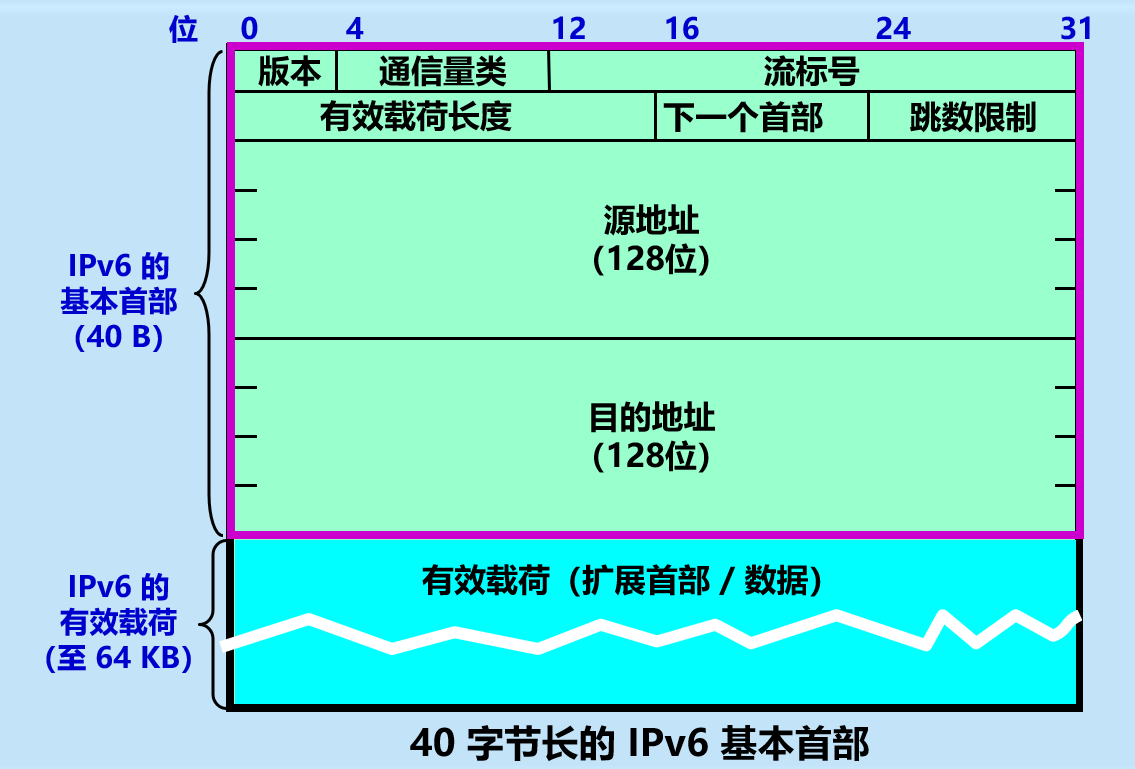 位 0 4 12 16 24 31
版本 通信量类 流标号
有效载荷长度 下一个首部 跳数限制
源地址
(128位)
IPv6 的
基本首部
(40 B)
目的地址
(128位)
有效载荷(扩展首部 / 数据)
IPv6 的
有效载荷
(至 64 KB)
40 字节长的 IPv6 基本首部